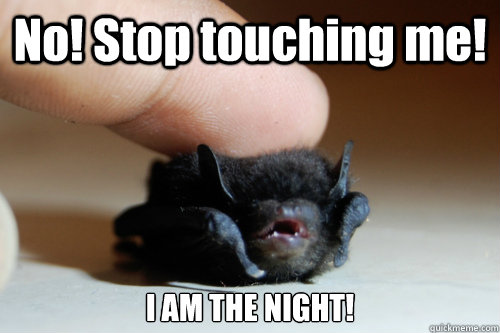 No! Stop touching me!
I AM THE NIGHT!
quickmeme.com